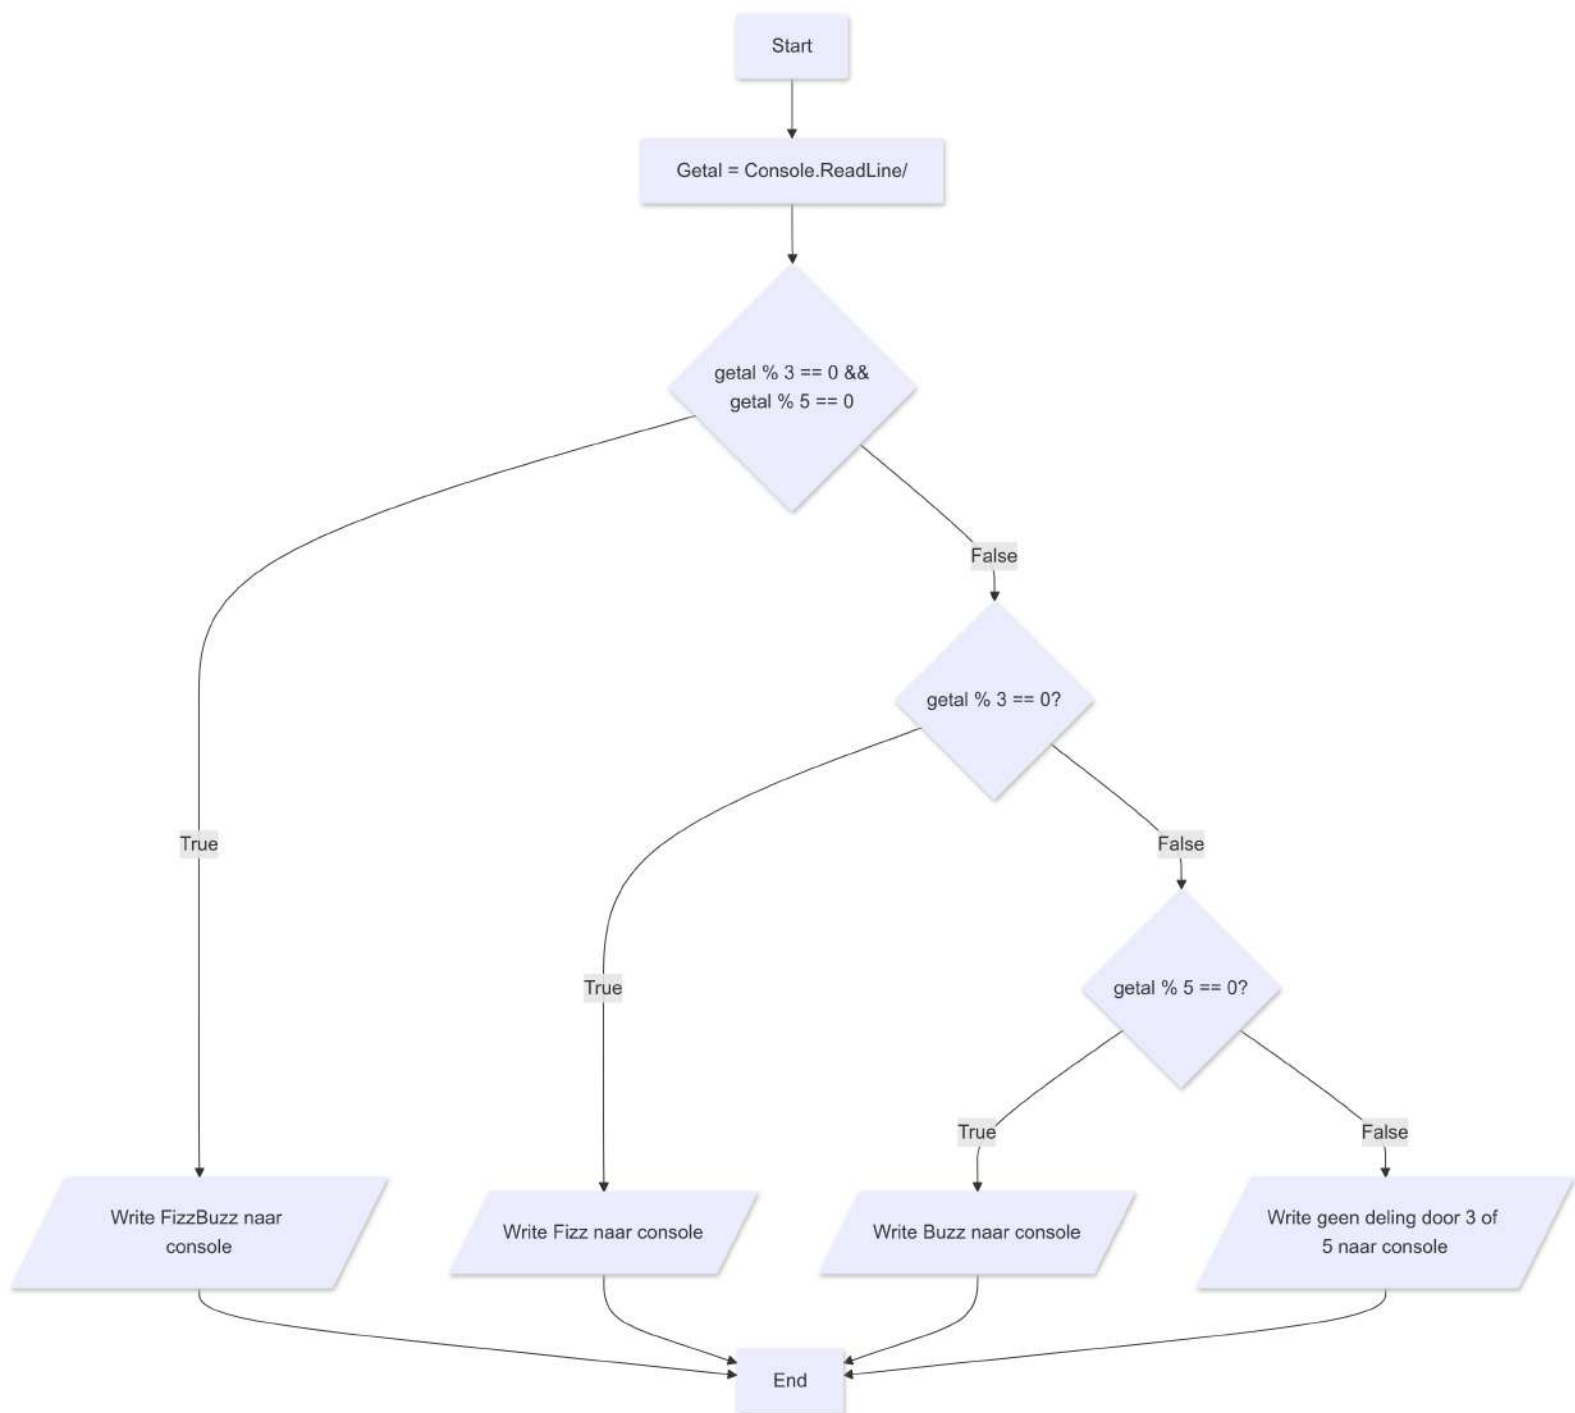 Start
Getal = Console.ReadLine/
getal % 3 == 0 &&
getal % 5 == 0
False
getal % 3 == 0?
True
False
True
getal % 5 == 0?
True
False
Write FizzBuzz naar
console
Write Fizz naar console
Write Buzz naar console
Write geen deling door 3 of
5 naar console
End